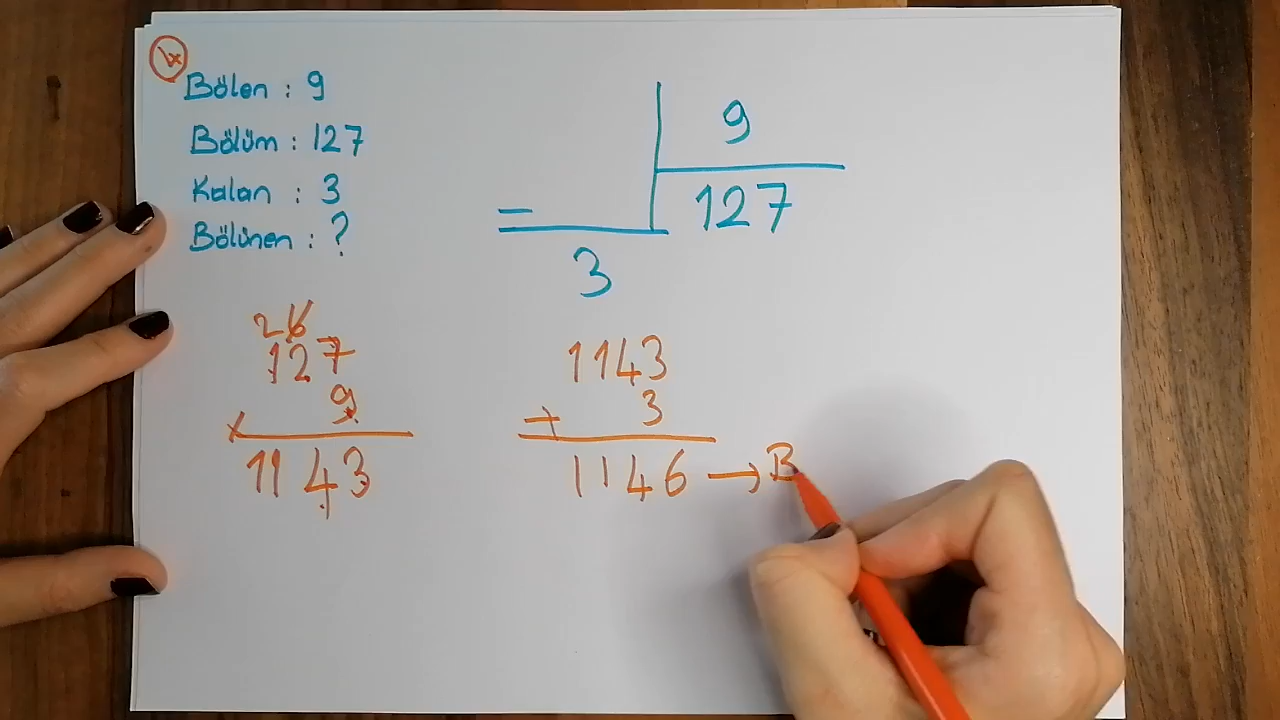 Bölen : 9
Bölüm : 127
Kalan : 3
Bölünen : ?
9
127
-
3
26
127
9
x
1143
1143
+ 3
1146 → B